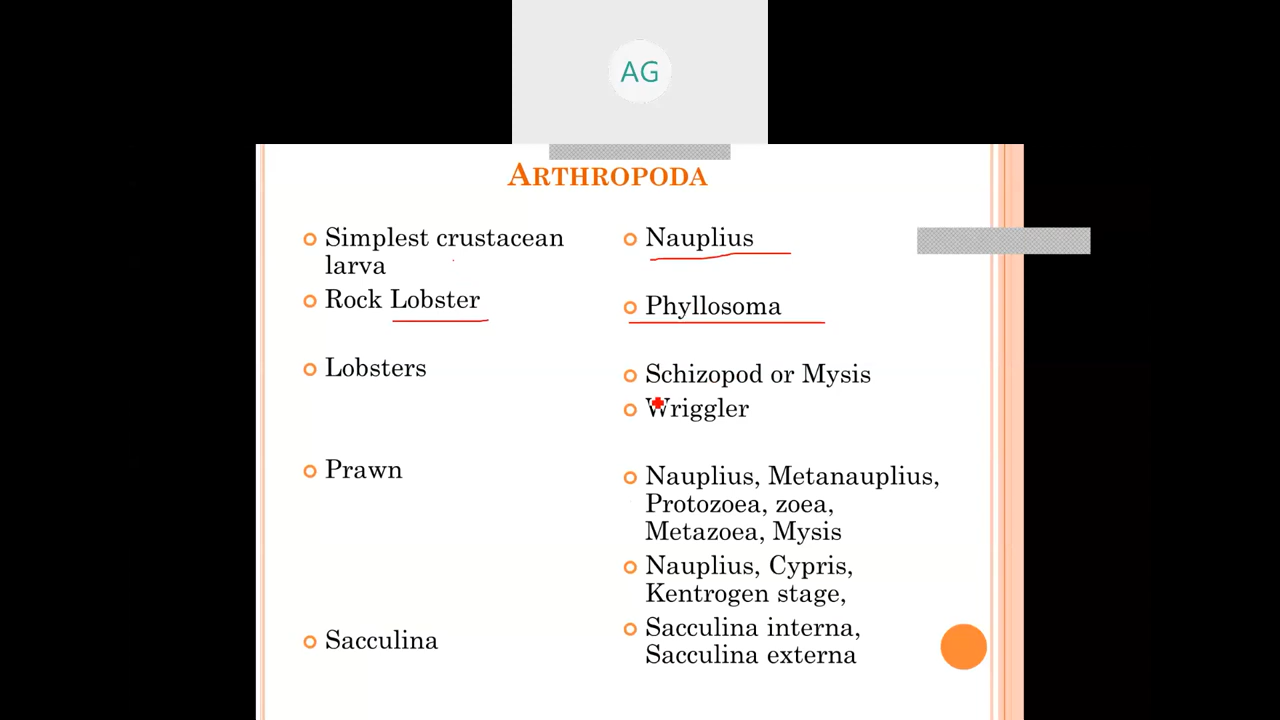 AG
ARTHROPODA
Simplest crustacean
larva
Rock Lobster
Lobsters
Prawn
Sacculina
Nauplius
Phyllosoma
Schizopod or Mysis
Wriggler
Nauplius, Metanauplius,
Protozoea, zoea,
Metazoea, Mysis
Nauplius, Cypris,
Kentrogen stage,
Sacculina interna,
Sacculina externa